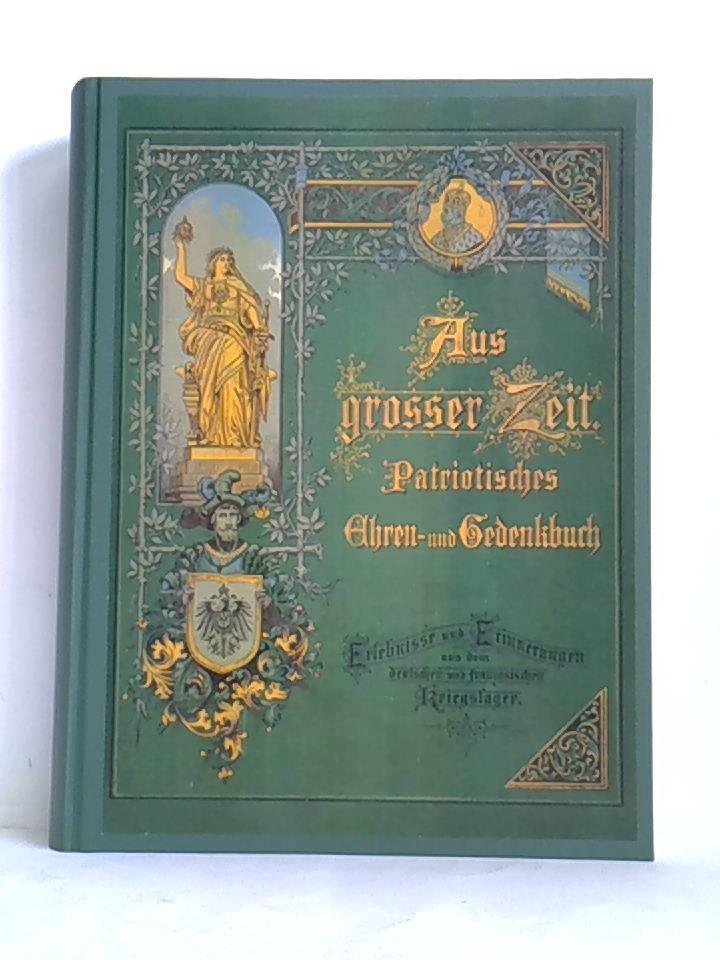 Aus
grosser Zeit.
Patriotisches
Ehren- und Gedenkbuch
Erlebnisse und Erinnerungen
aus dem
deutschen und französischen
Kriegslager.